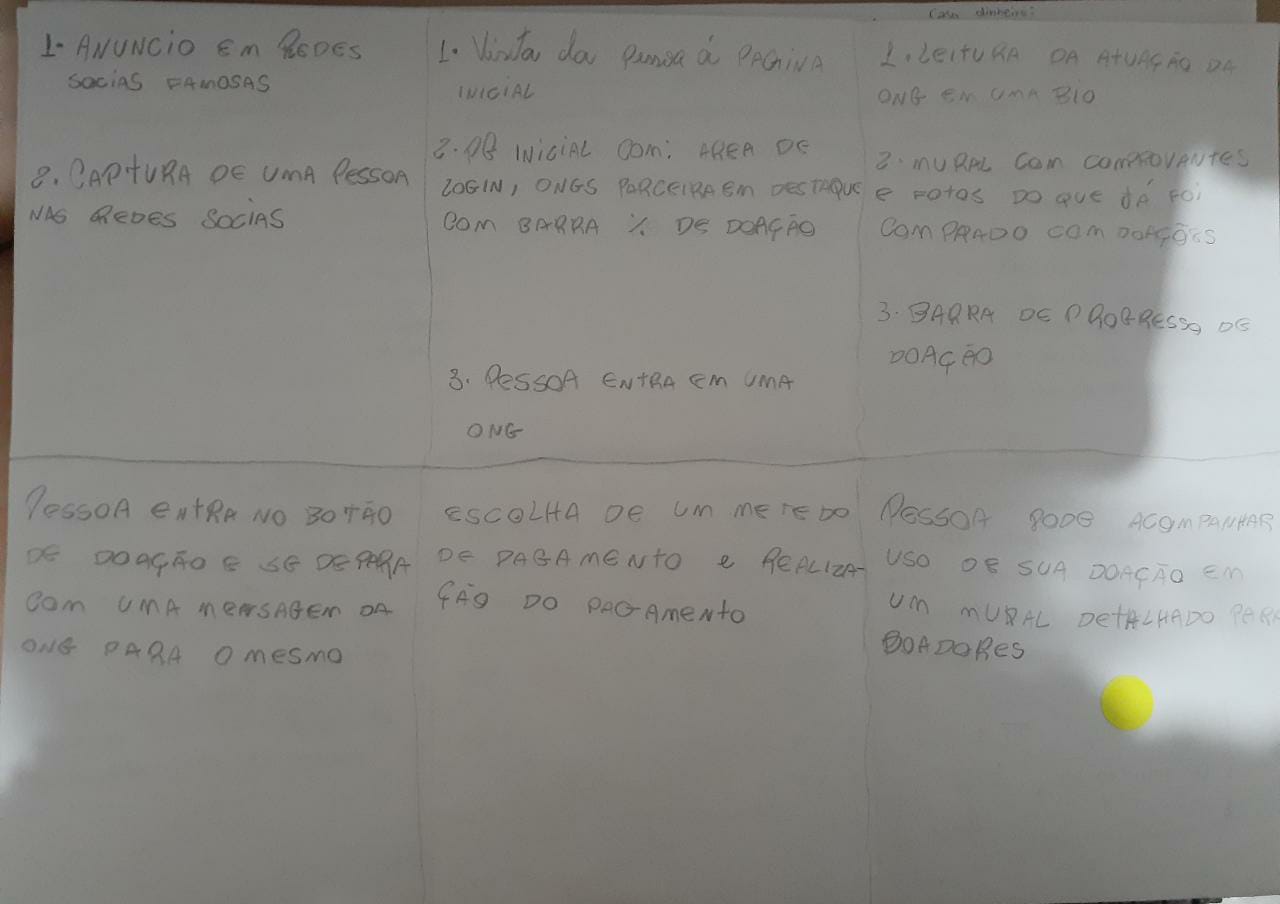 Caso dinheiro:
1. ANUNCIO EM REDES
SOCIAS FAMOSAS
2. CAPTURA DE UMA PESSOA
NAS REDES SOCIAS
1. Visita da pessoa á PAGINA
INICIAL
2. PG INICIAL COM: AREA DE
LOGIN, ONGS PARCEIRA EM DESTAQUE
COM BARRA % DE DOAÇÃO
3. PESSOA ENTRA EM UMA
ONG
1. LEITURA DA ATUAÇÃO DA
ONG EM UMA BIO
2. MURAL COM COMPROVANTES
E FOTOS DO QUE JÁ FOI
COMPRADO COM DOAÇÕES
3. BARRA DE PROGRESSO DE
DOAÇÃO
PESSOA ENTRA NO BOTÃO
DE DOAÇÃO E SE DEPARA
COM UMA MENSAGEM DA
ONG PARA O MESMO
ESCOLHA DE UM METEDO
DE PAGAMENTO e REALIZA-
ÇÃO DO PAGAMENTO
PESSOA PODE ACOMPANHAR
USO DE SUA DOAÇÃO EM
UM MURAL DETALHADO PARA
DOADORES